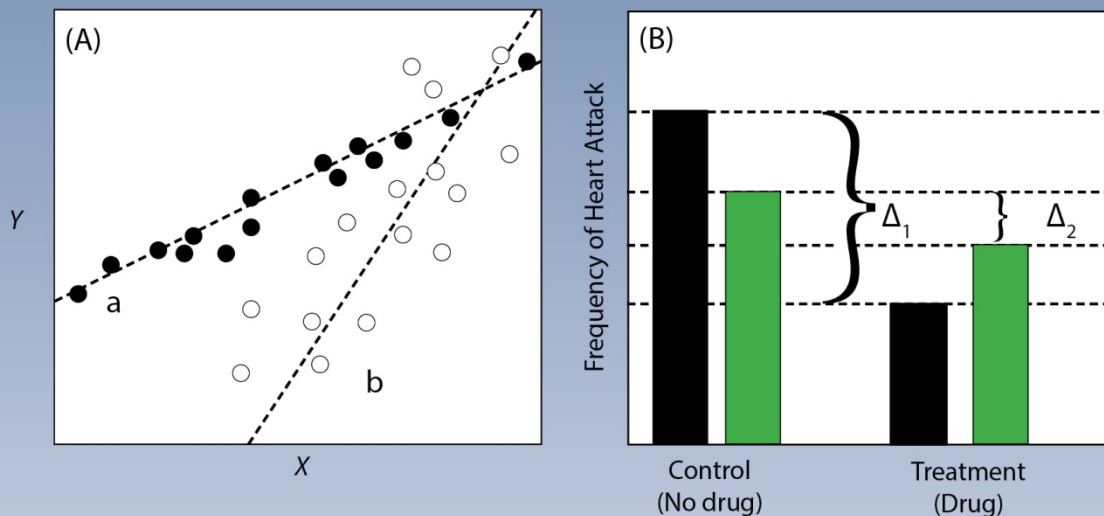 (A)
Y
a
b
X
(B)
Frequency of Heart Attack
Δ1
Δ2
Control
(No drug)
Treatment
(Drug)